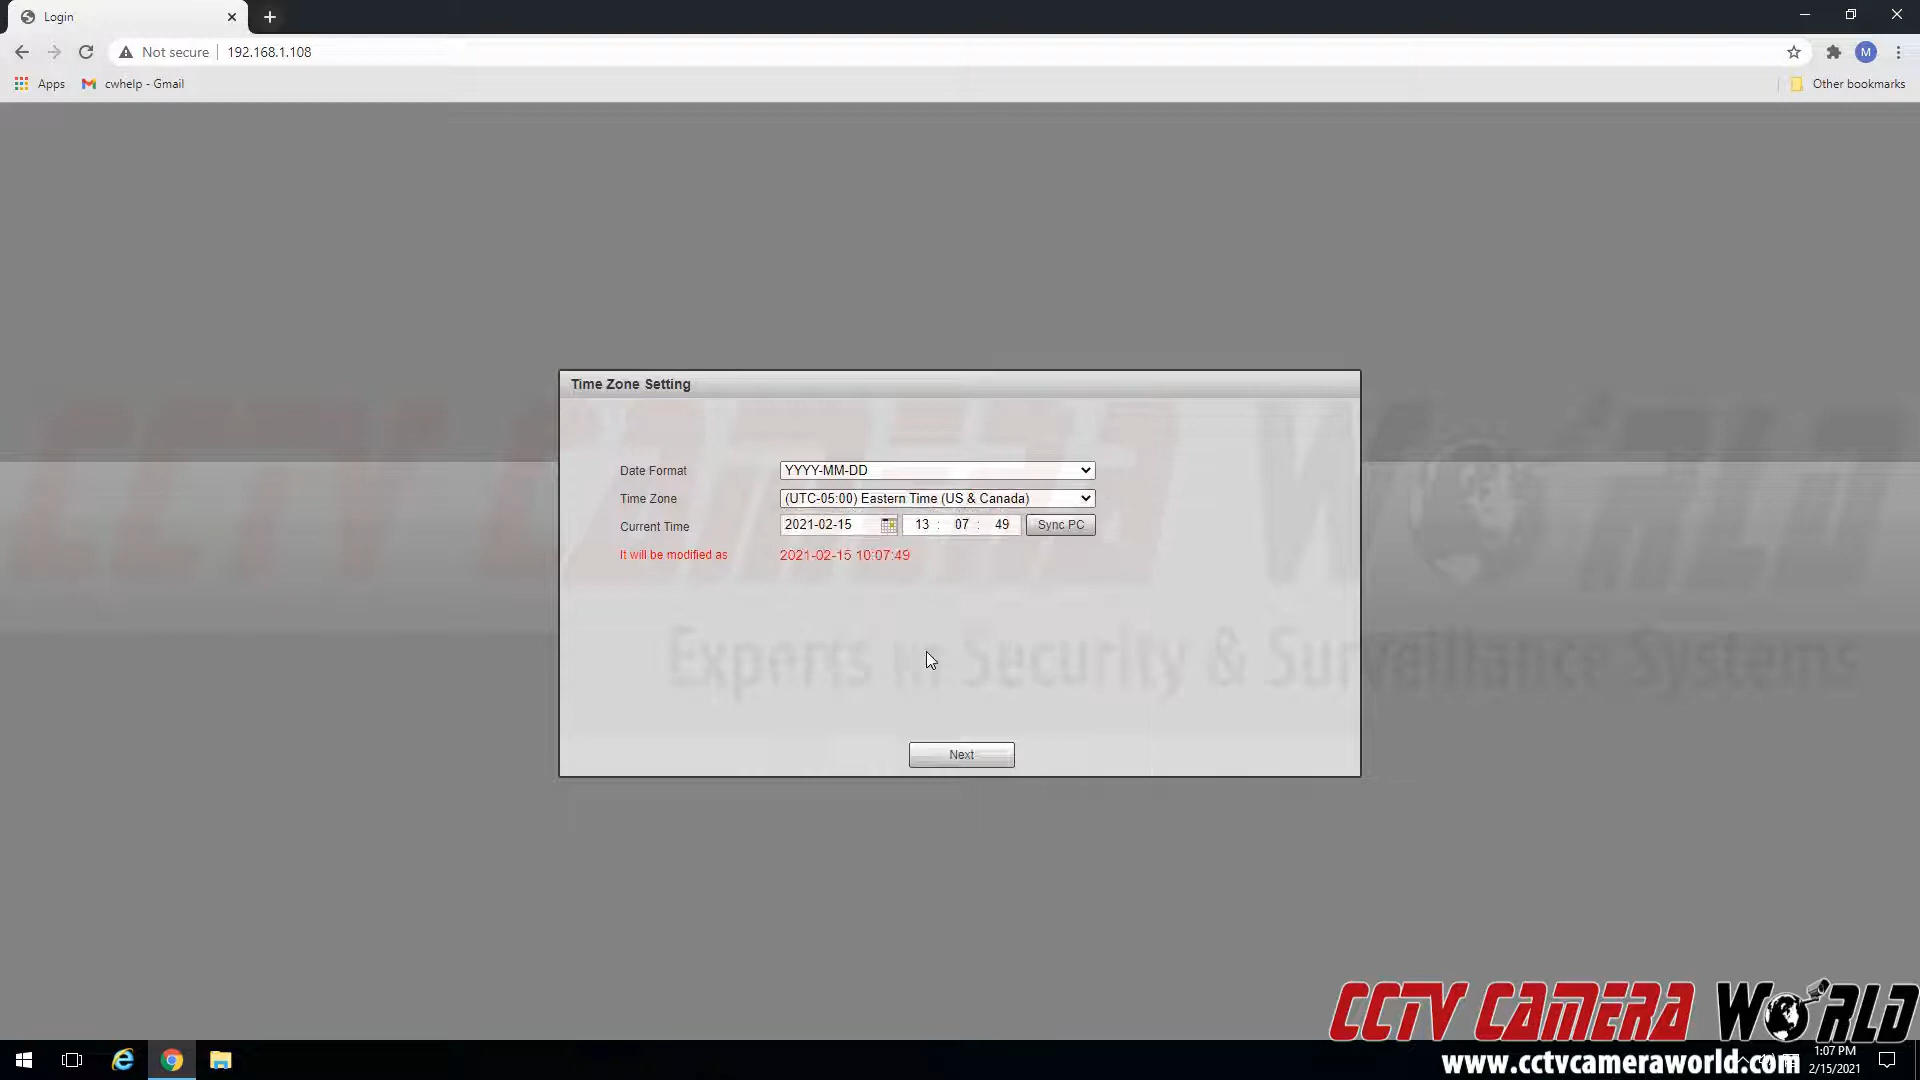 Login
Not secure 192.168.1.108
M
Apps cwhelp - Gmail Other bookmarks
Time Zone Setting
Date Format YYYY-MM-DD
Time Zone (UTC-05:00) Eastern Time (US & Canada)
Current Time 2021-02-15 13 : 07 : 49 Sync PC
It will be modified as 2021-02-15 10:07:49
CCTV CAMERA WORLD
Experts in Security & Surveillance Systems
Next
CCTV CAMERA WORLD
www.cctvcameraworld.com
1:07 PM
2/15/2021